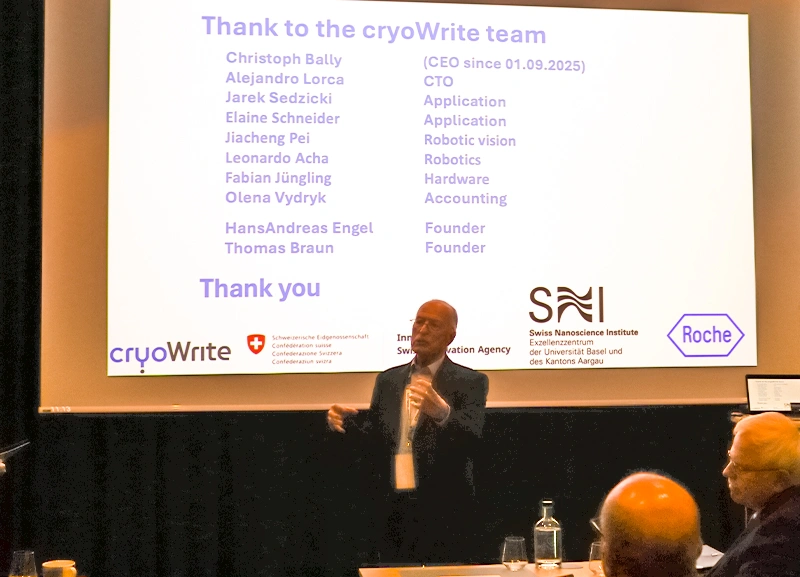 Thank to the cryoWrite team
Christoph Bally (CEO since 01.09.2025)
Alejandro Lorca CTO
Jarek Sedzicki Application
Elaine Schneider Application
Jiacheng Pei Robotic vision
Leonardo Acha Robotics
Fabian Jüngling Hardware
Olena Vydryk Accounting
HansAndreas Engel Founder
Thomas Braun Founder
Thank you
cryoWrite
Schweizerische Eidgenossenschaft
Confédération suisse
Confederazione Svizzera
Confederaziun svizra
Swiss Agency
SNI
Swiss Nanoscience Institute
Exzellenzzentrum
der Universität Basel und
des Kantons Aargau
Roche